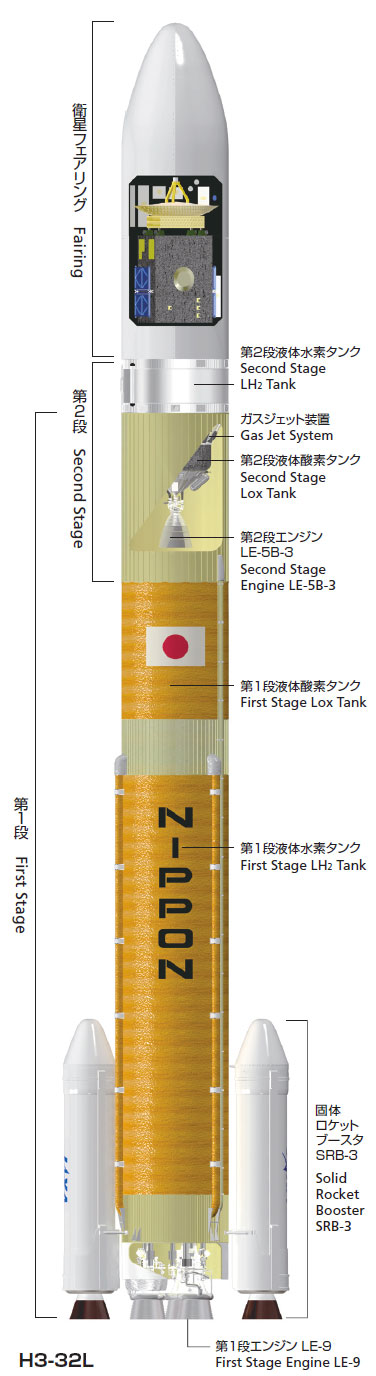 衛星フェアリング Fairing
第2段液体水素タンク
Second Stage
LH2 Tank
第2段 Second Stage
ガスジェット装置
Gas Jet System
第2段液体酸素タンク
Second Stage
Lox Tank
第2段エンジン
LE-5B-3
Second Stage
Engine LE-5B-3
第1段液体酸素タンク
First Stage Lox Tank
第1段 First Stage
NIPPON
第1段液体水素タンク
First Stage LH2 Tank
固体
ロケット
ブースタ
SRB-3
Solid
Rocket
Booster
SRB-3
第1段エンジン LE-9
First Stage Engine LE-9
H3-32L